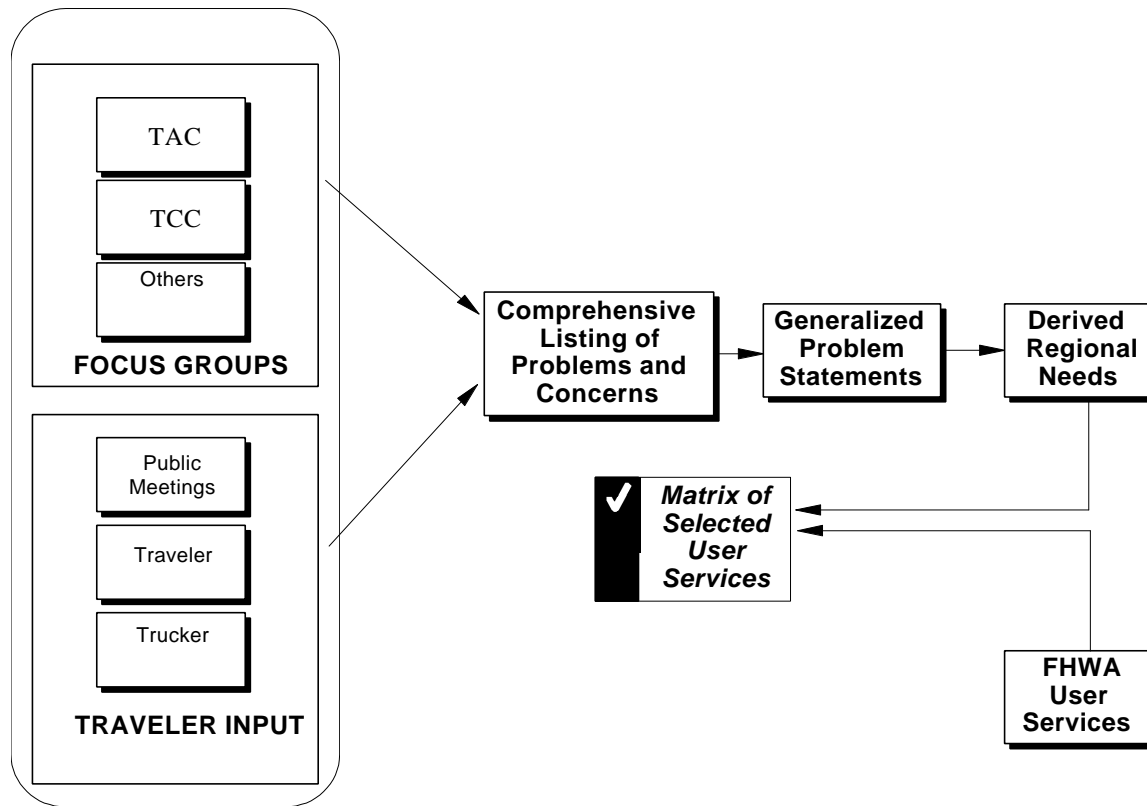 TAC
TCC
Others
FOCUS GROUPS
Public
Meetings
Traveler
Trucker
TRAVELER INPUT
Comprehensive
Listing of
Problems and
Concerns
Generalized
Problem
Statements
Derived
Regional
Needs
Matrix of
Selected
User
Services
FHWA
User
Services